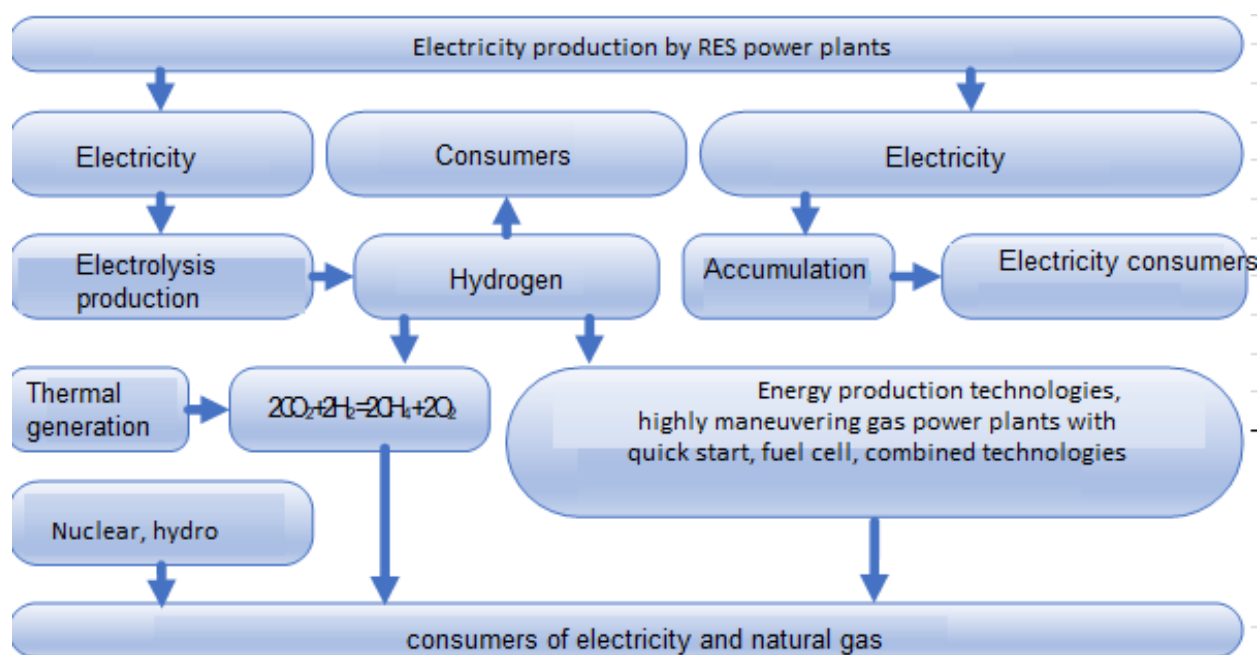 Electricity production by RES power plants
Electricity
Consumers
Electricity
Electrolysis
production
Hydrogen
Accumulation
Electricity consumers
Thermal
generation
2CO₂+2H₂=2CH₄+2O₂
Energy production technologies,
highly maneuvering gas power plants with
quick start, fuel cell, combined technologies
Nuclear, hydro
consumers of electricity and natural gas